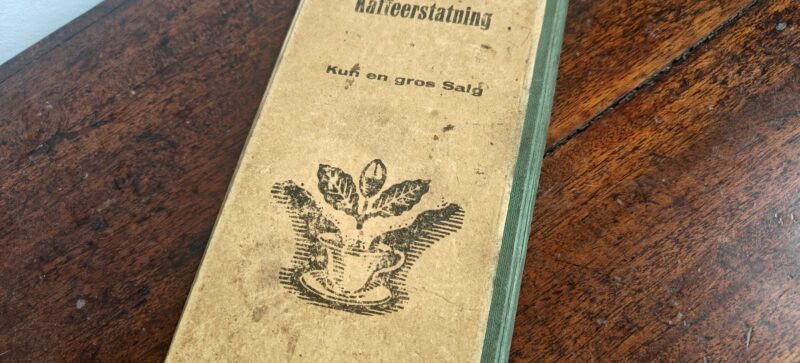 Kaffeerstatning
Kun en gros Salg